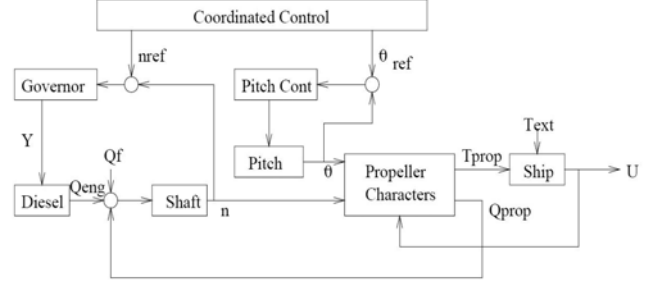 Coordinated Control
nref
θ ref
Governor
Pitch Cont
Y
Qf
Pitch
θ
Text
Tprop
Propeller
Characters
Ship
U
Qeng
Diesel
Shaft
n
Qprop